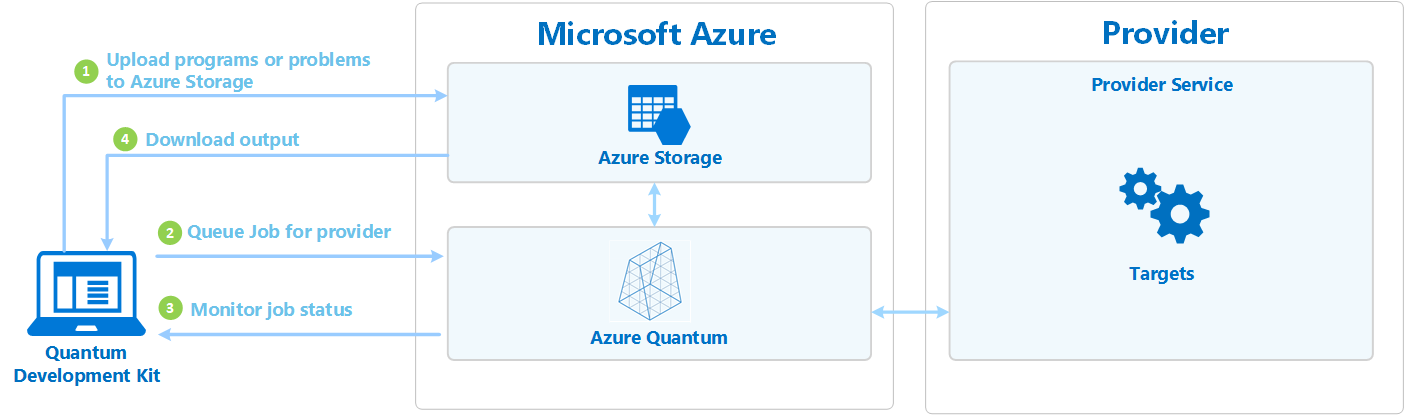 Microsoft Azure
Provider
1 Upload programs or problems
to Azure Storage
Provider Service
4 Download output
Azure Storage
2 Queue Job for provider
Targets
3 Monitor job status
Azure Quantum
Quantum
Development Kit